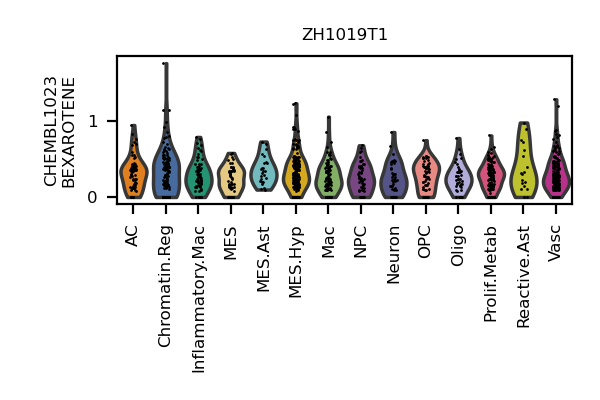 ZH1019T1
CHEMBL1023
BEXAROTENE
1
0
AC
Chromatin.Reg
Inflammatory.Mac
MES
MES.Ast
MES.Hyp
Mac
NPC
Neuron
OPC
Oligo
Prolif.Metab
Reactive.Ast
Vasc